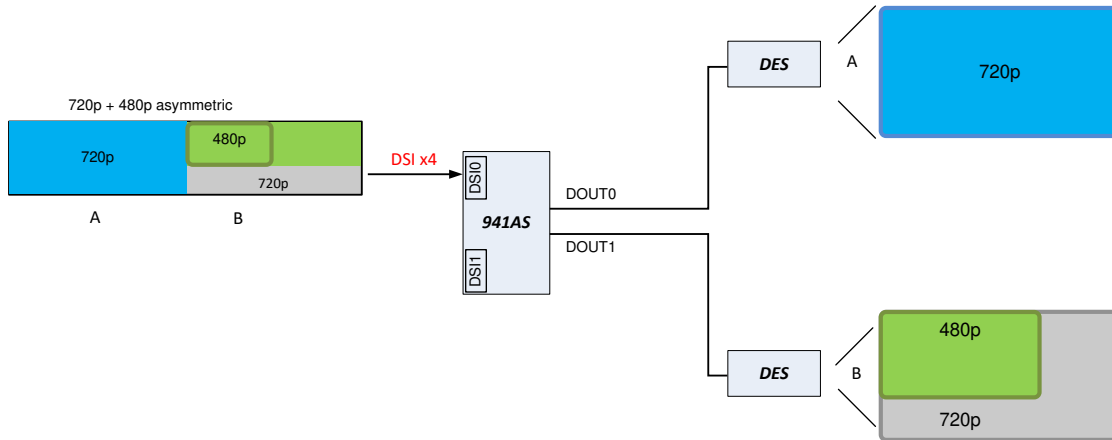 720p + 480p asymmetric
720p
480p
720p
A
B
DSI x4
DSI0
941AS
DSI1
DOUT0
DOUT1
DES
A
720p
DES
B
480p
720p